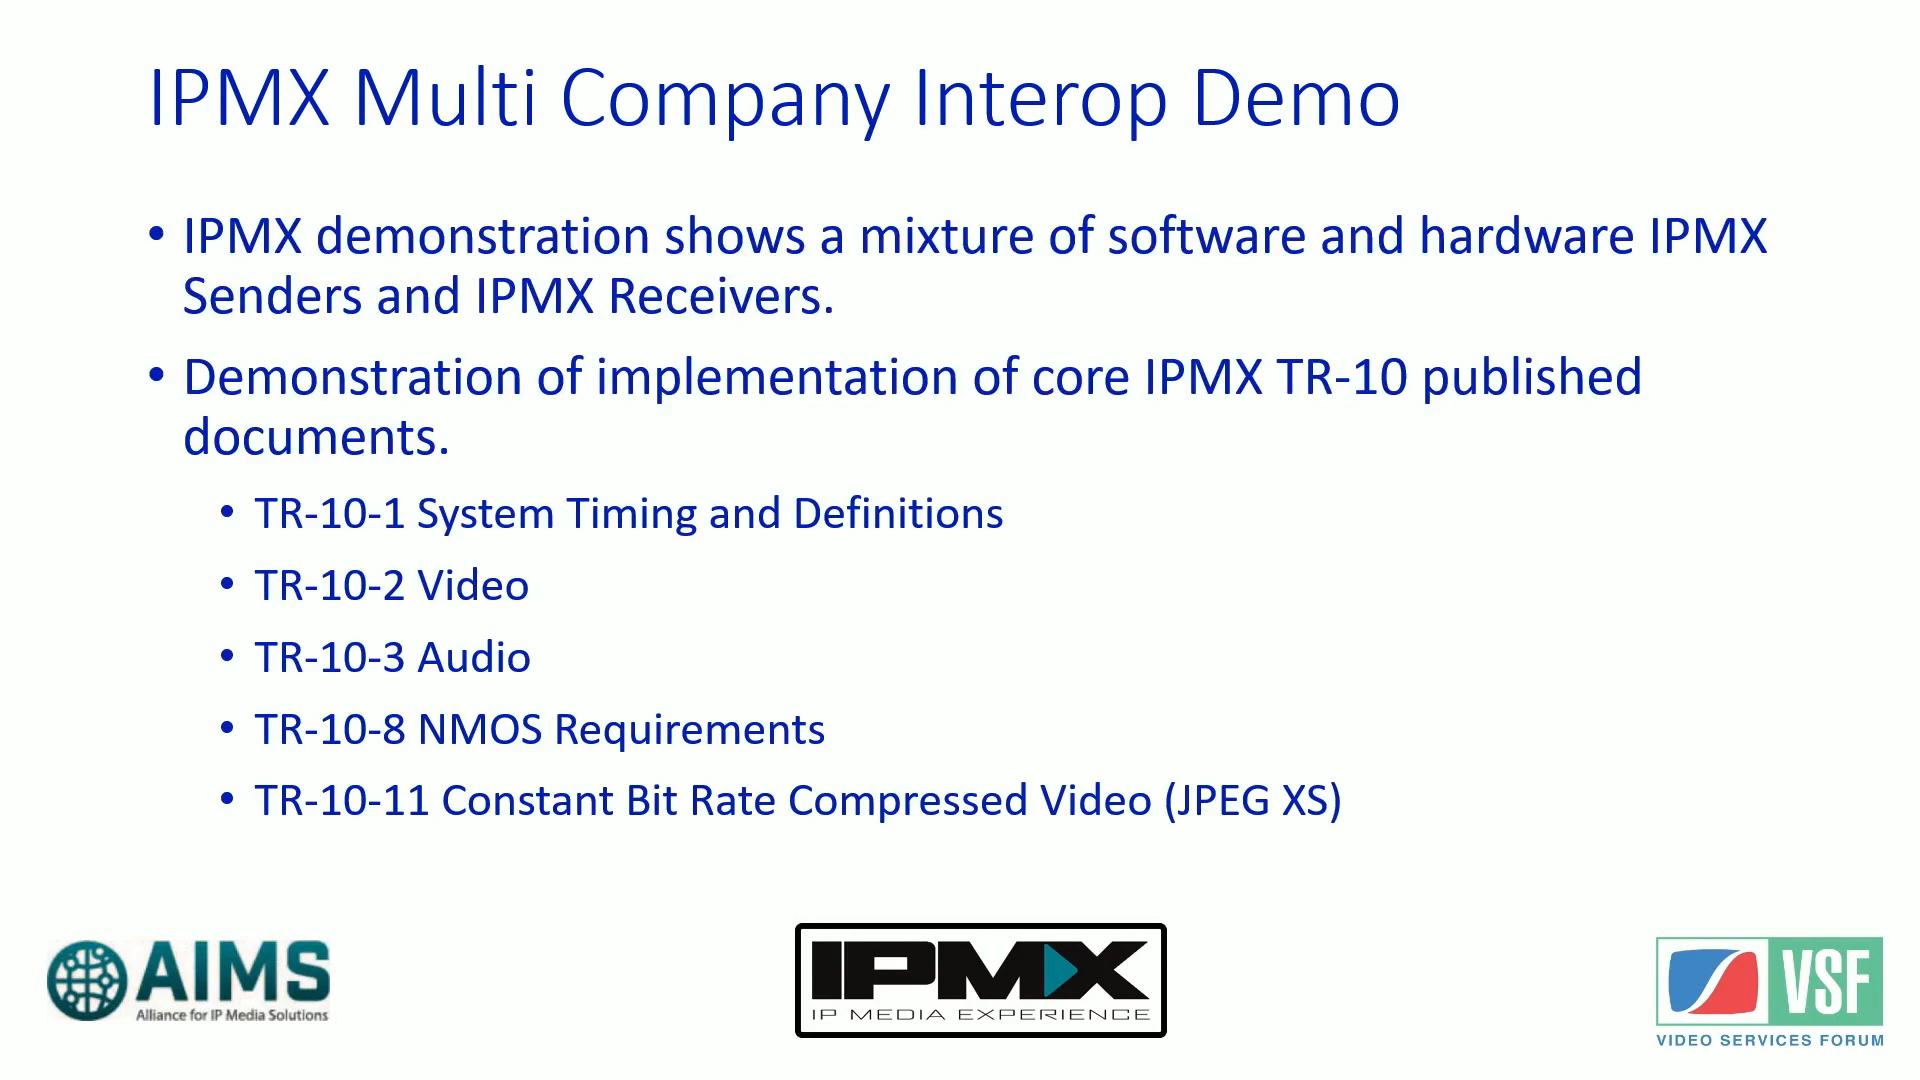 IPMX Multi Company Interop Demo
• IPMX demonstration shows a mixture of software and hardware IPMX
Senders and IPMX Receivers.
• Demonstration of implementation of core IPMX TR-10 published
documents.
• TR-10-1 System Timing and Definitions
• TR-10-2 Video
• TR-10-3 Audio
• TR-10-8 NMOS Requirements
• TR-10-11 Constant Bit Rate Compressed Video (JPEG XS)
AIMS
Alliance for IP Media Solutions
IPMX
IP MEDIA EXPERIENCE
VSF
VIDEO SERVICES FORUM